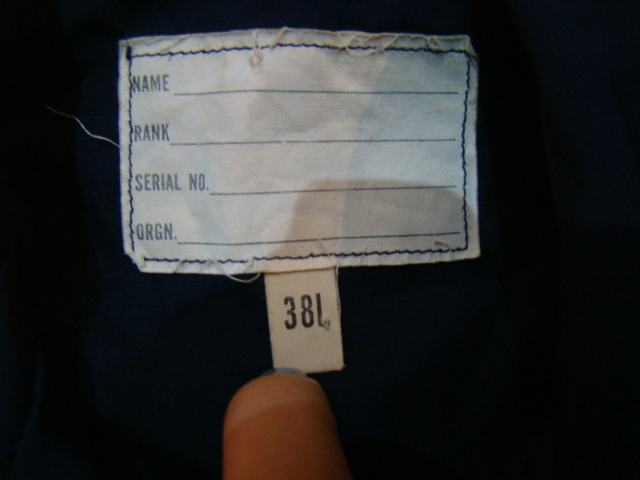 NAME
RANK
SERIAL NO.
ORGN.
38L